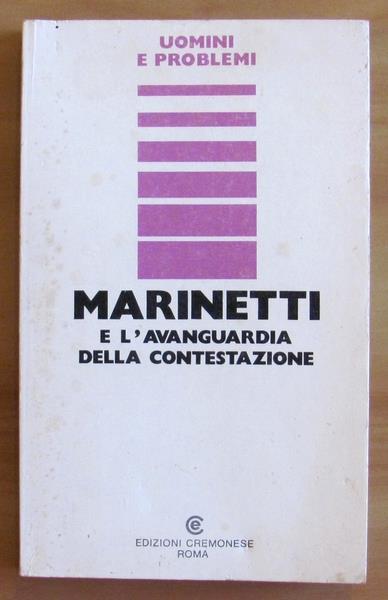 UOMINI
E PROBLEMI
MARINETTI
E L'AVANGUARDIA
DELLA CONTESTAZIONE
EDIZIONI CREMONESE
ROMA